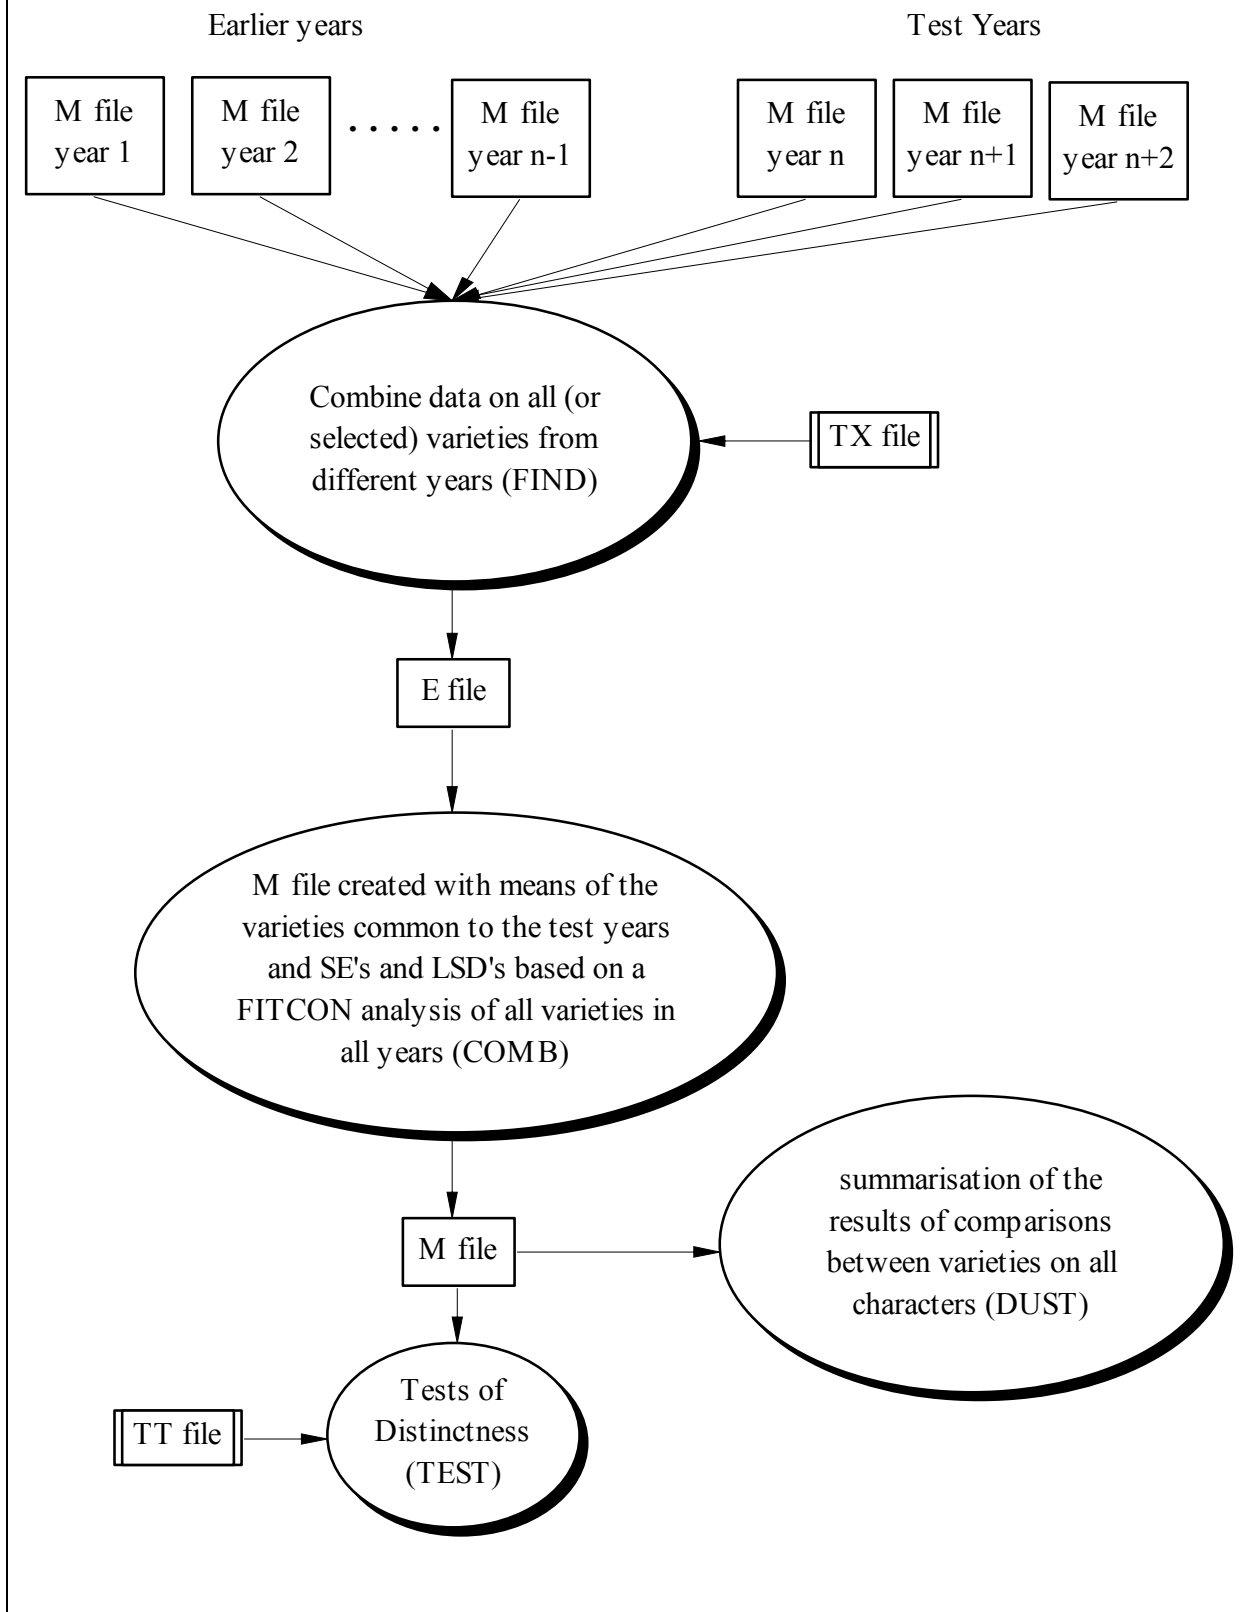 Earlier years
Test Years
M file
year 1
M file
year 2
.....
M file
year n-1
M file
year n
M file
year n+1
M file
year n+2
Combine data on all (or
selected) varieties from
different years (FIND)
TX file
E file
M file created with means of the
varieties common to the test years
and SE's and LSD's based on a
FITCON analysis of all varieties in
all years (COMB)
M file
summarisation of the
results of comparisons
between varieties on all
characters (DUST)
Tests of
Distinctness
(TEST)
TT file